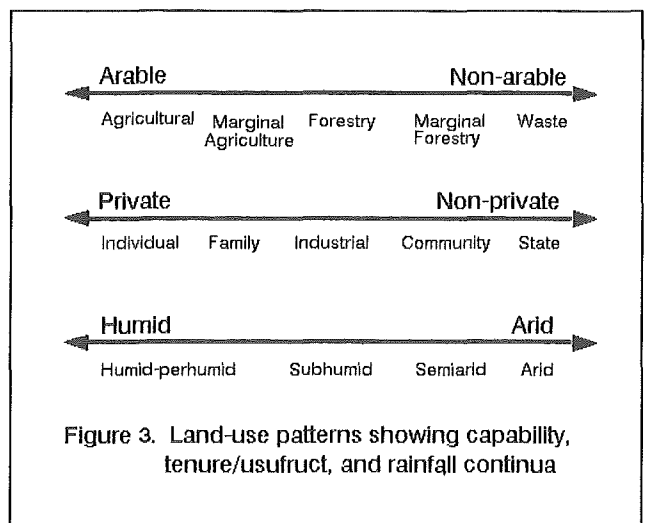 Arable Non-arable
Agricultural Marginal Agriculture Forestry Marginal Forestry Waste
Private Non-private
Individual Family Industrial Community State
Humid Arid
Humid-perhumid Subhumid Semiarid Arid
Figure 3. Land-use patterns showing capability,
tenure/usufruct, and rainfall continua